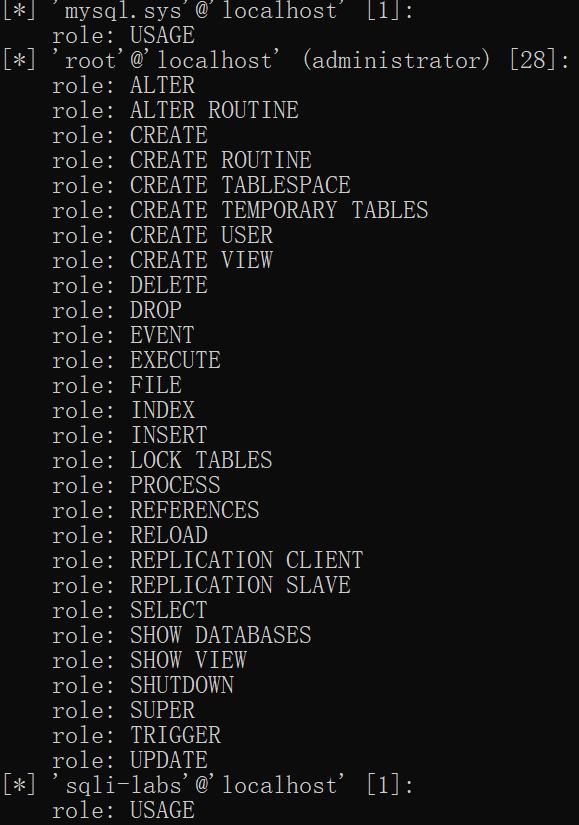 [*] 'mysql.sys'@'localhost' [1]:
role: USAGE
[*] 'root'@'localhost' (administrator) [28]:
role: ALTER
role: ALTER ROUTINE
role: CREATE
role: CREATE ROUTINE
role: CREATE TABLESPACE
role: CREATE TEMPORARY TABLES
role: CREATE USER
role: CREATE VIEW
role: DELETE
role: DROP
role: EVENT
role: EXECUTE
role: FILE
role: INDEX
role: INSERT
role: LOCK TABLES
role: PROCESS
role: REFERENCES
role: RELOAD
role: REPLICATION CLIENT
role: REPLICATION SLAVE
role: SELECT
role: SHOW DATABASES
role: SHOW VIEW
role: SHUTDOWN
role: SUPER
role: TRIGGER
role: UPDATE
[*] 'sqli-labs'@'localhost' [1]:
role: USAGE